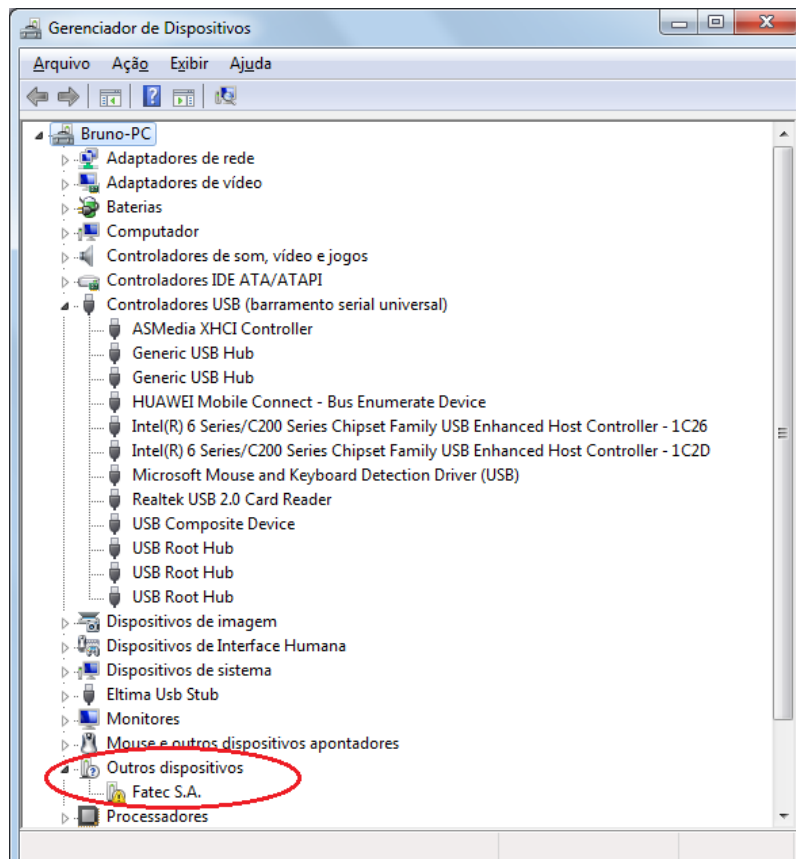 Gerenciador de Dispositivos
Arquivo Ação Exibir Ajuda
Bruno-PC
Adaptadores de rede
Adaptadores de vídeo
Baterias
Computador
Controladores de som, vídeo e jogos
Controladores IDE ATA/ATAPI
Controladores USB (barramento serial universal)
ASMedia XHCI Controller
Generic USB Hub
Generic USB Hub
HUAWEI Mobile Connect - Bus Enumerate Device
Intel(R) 6 Series/C200 Series Chipset Family USB Enhanced Host Controller - 1C26
Intel(R) 6 Series/C200 Series Chipset Family USB Enhanced Host Controller - 1C2D
Microsoft Mouse and Keyboard Detection Driver (USB)
Realtek USB 2.0 Card Reader
USB Composite Device
USB Root Hub
USB Root Hub
USB Root Hub
Dispositivos de imagem
Dispositivos de Interface Humana
Dispositivos de sistema
Eltima Usb Stub
Monitores
Mouse e outros dispositivos apontadores
Outros dispositivos
Fatec S.A.
Processadores